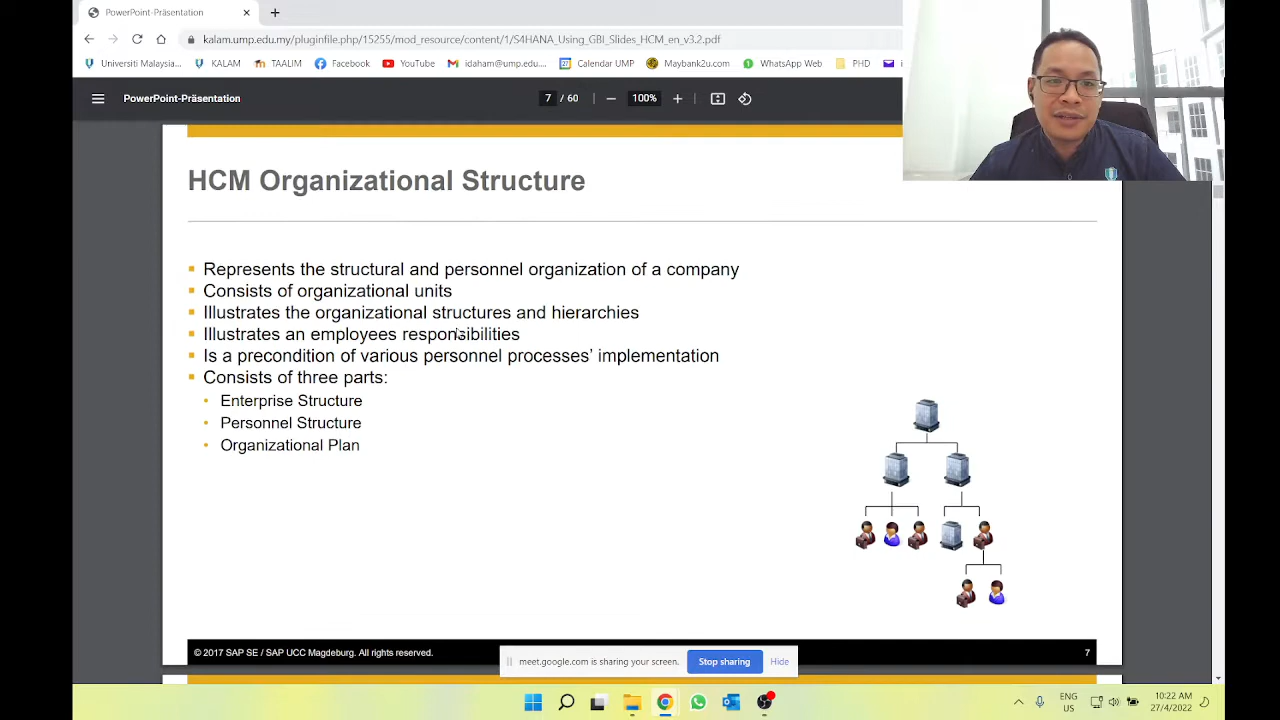 PowerPoint-Präsentation
kalam.ump.edu.my/pluginfile.php/15255/mod_resource/content/1/SAHANA_Using_GBI_Slides_HCM_en_v3.2.pdf
Universiti Malaysia... KALAM TAALIM Facebook YouTube idaham@ump.edu.... Calendar UMP Maybank2u.com WhatsApp Web PHD
PowerPoint-Präsentation 7 / 60 100%
HCM Organizational Structure
Represents the structural and personnel organization of a company
Consists of organizational units
Illustrates the organizational structures and hierarchies
Illustrates an employees responsibilities
Is a precondition of various personnel processes’ implementation
Consists of three parts:
Enterprise Structure
Personnel Structure
Organizational Plan
© 2017 SAP SE / SAP UCC Magdeburg. All rights reserved. 7
meet.google.com is sharing your screen. Stop sharing Hide
ENG
US
10:22 AM
27/4/2022